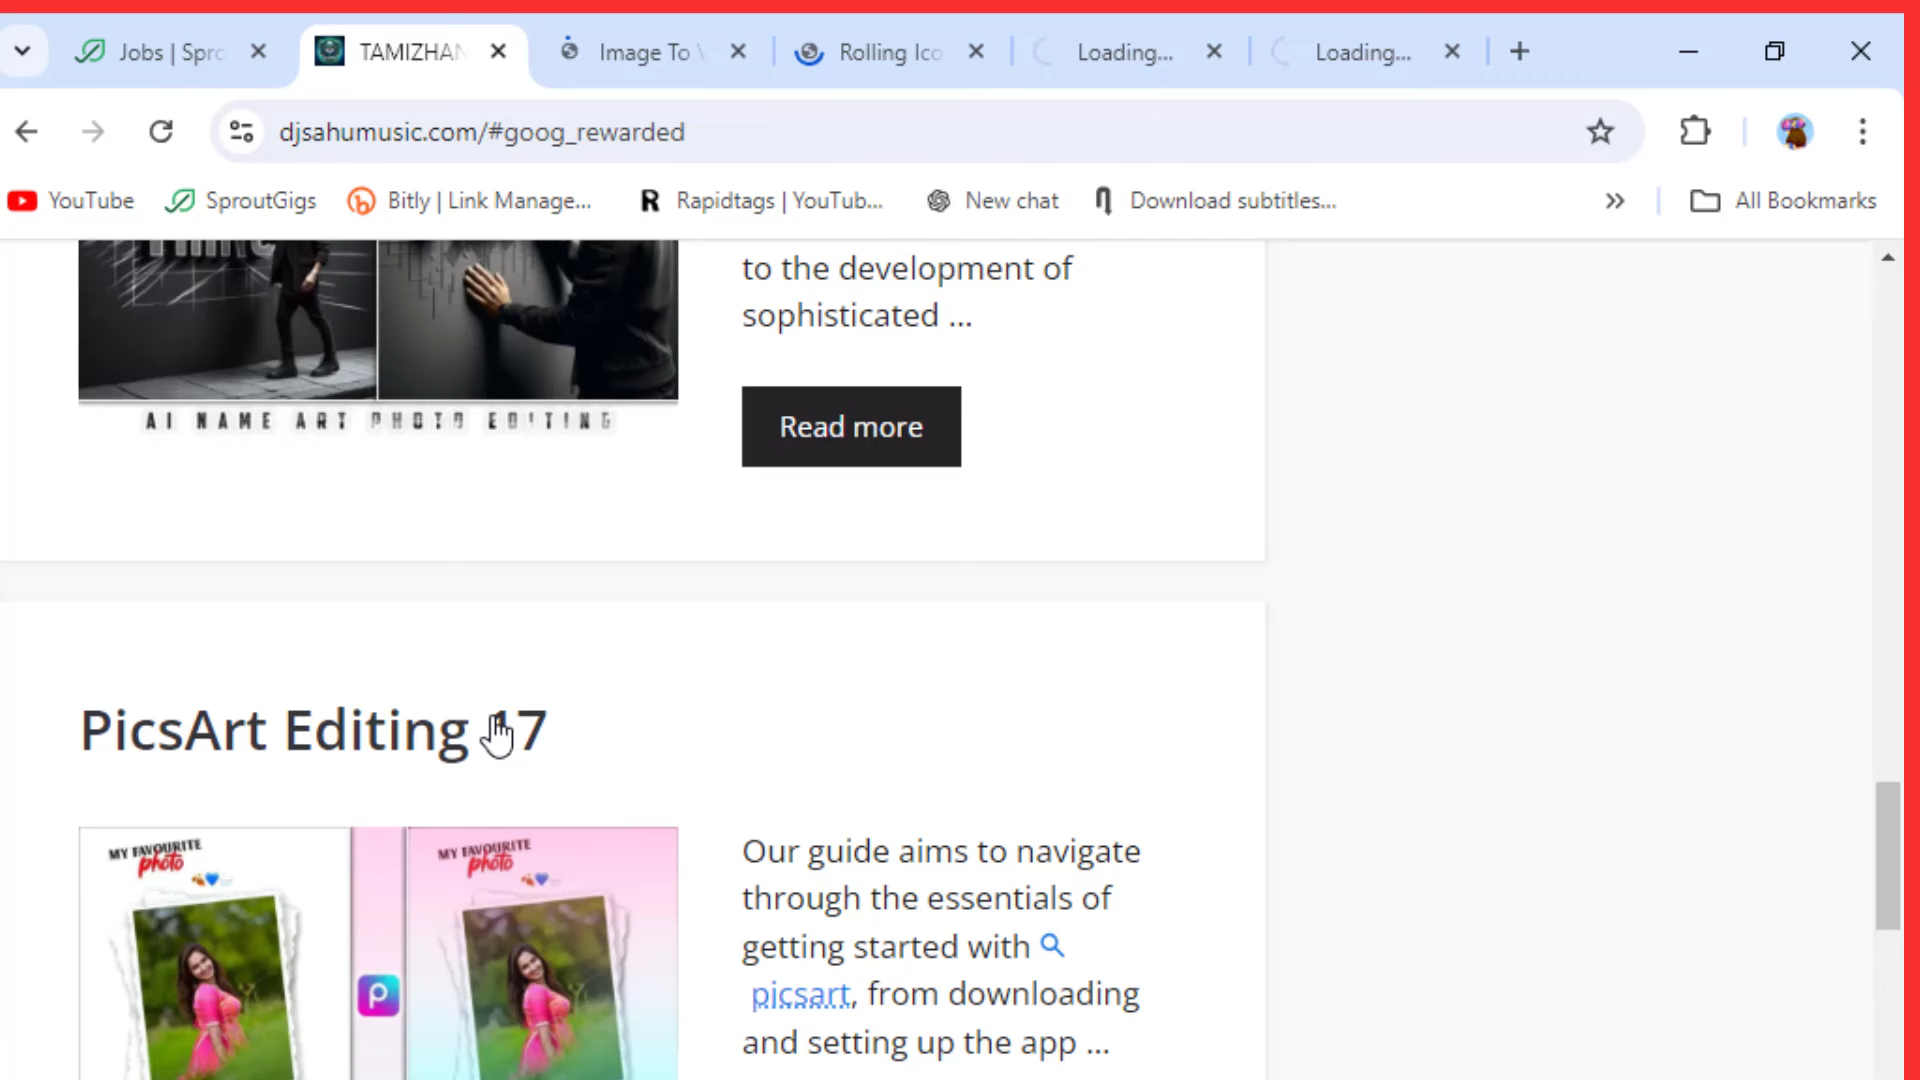 Jobs | Spro
TAMIZHAN
Image To V
Rolling Ico
Loading...
Loading...
djsahumusic.com/#goog_rewarded
YouTube
SproutGigs
Bitly | Link Manage...
Rapidtags | YouTub...
New chat
Download subtitles...
All Bookmarks
to the development of
sophisticated ...
AI NAME ART PHOTO EDITING
Read more
PicsArt Editing 17
MY FAVOURITE
photo
MY FAVOURITE
photo
Our guide aims to navigate
through the essentials of
getting started with
picsart, from downloading
and setting up the app ...